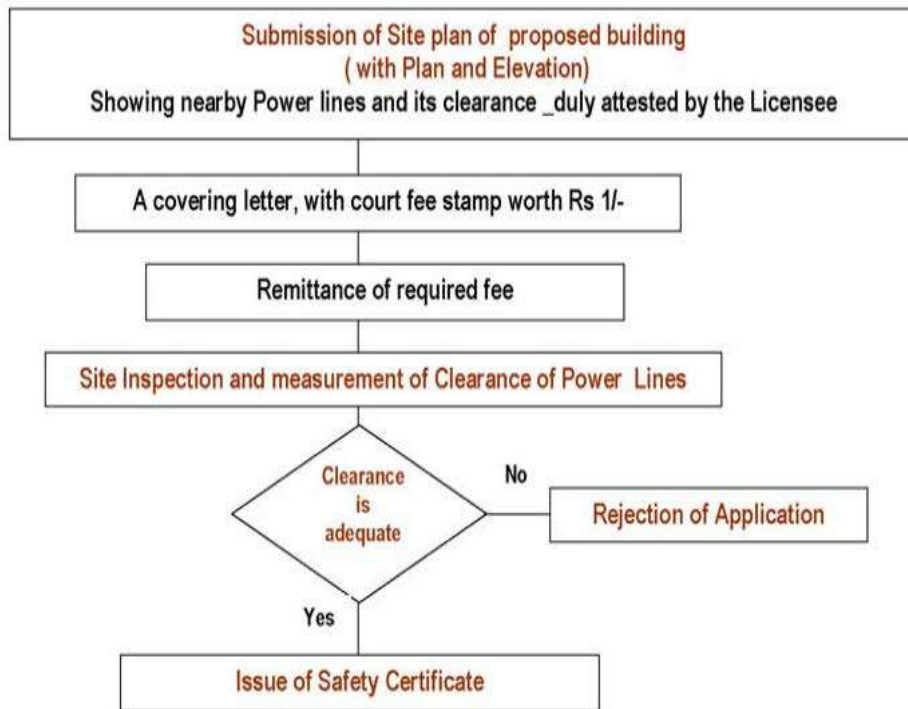 Submission of Site plan of proposed building
( with Plan and Elevation)
Showing nearby Power lines and its clearance _duly attested by the Licensee
A covering letter, with court fee stamp worth Rs 1/-
Remittance of required fee
Site Inspection and measurement of Clearance of Power Lines
Clearance
is
adequate
No
Rejection of Application
Yes
Issue of Safety Certificate